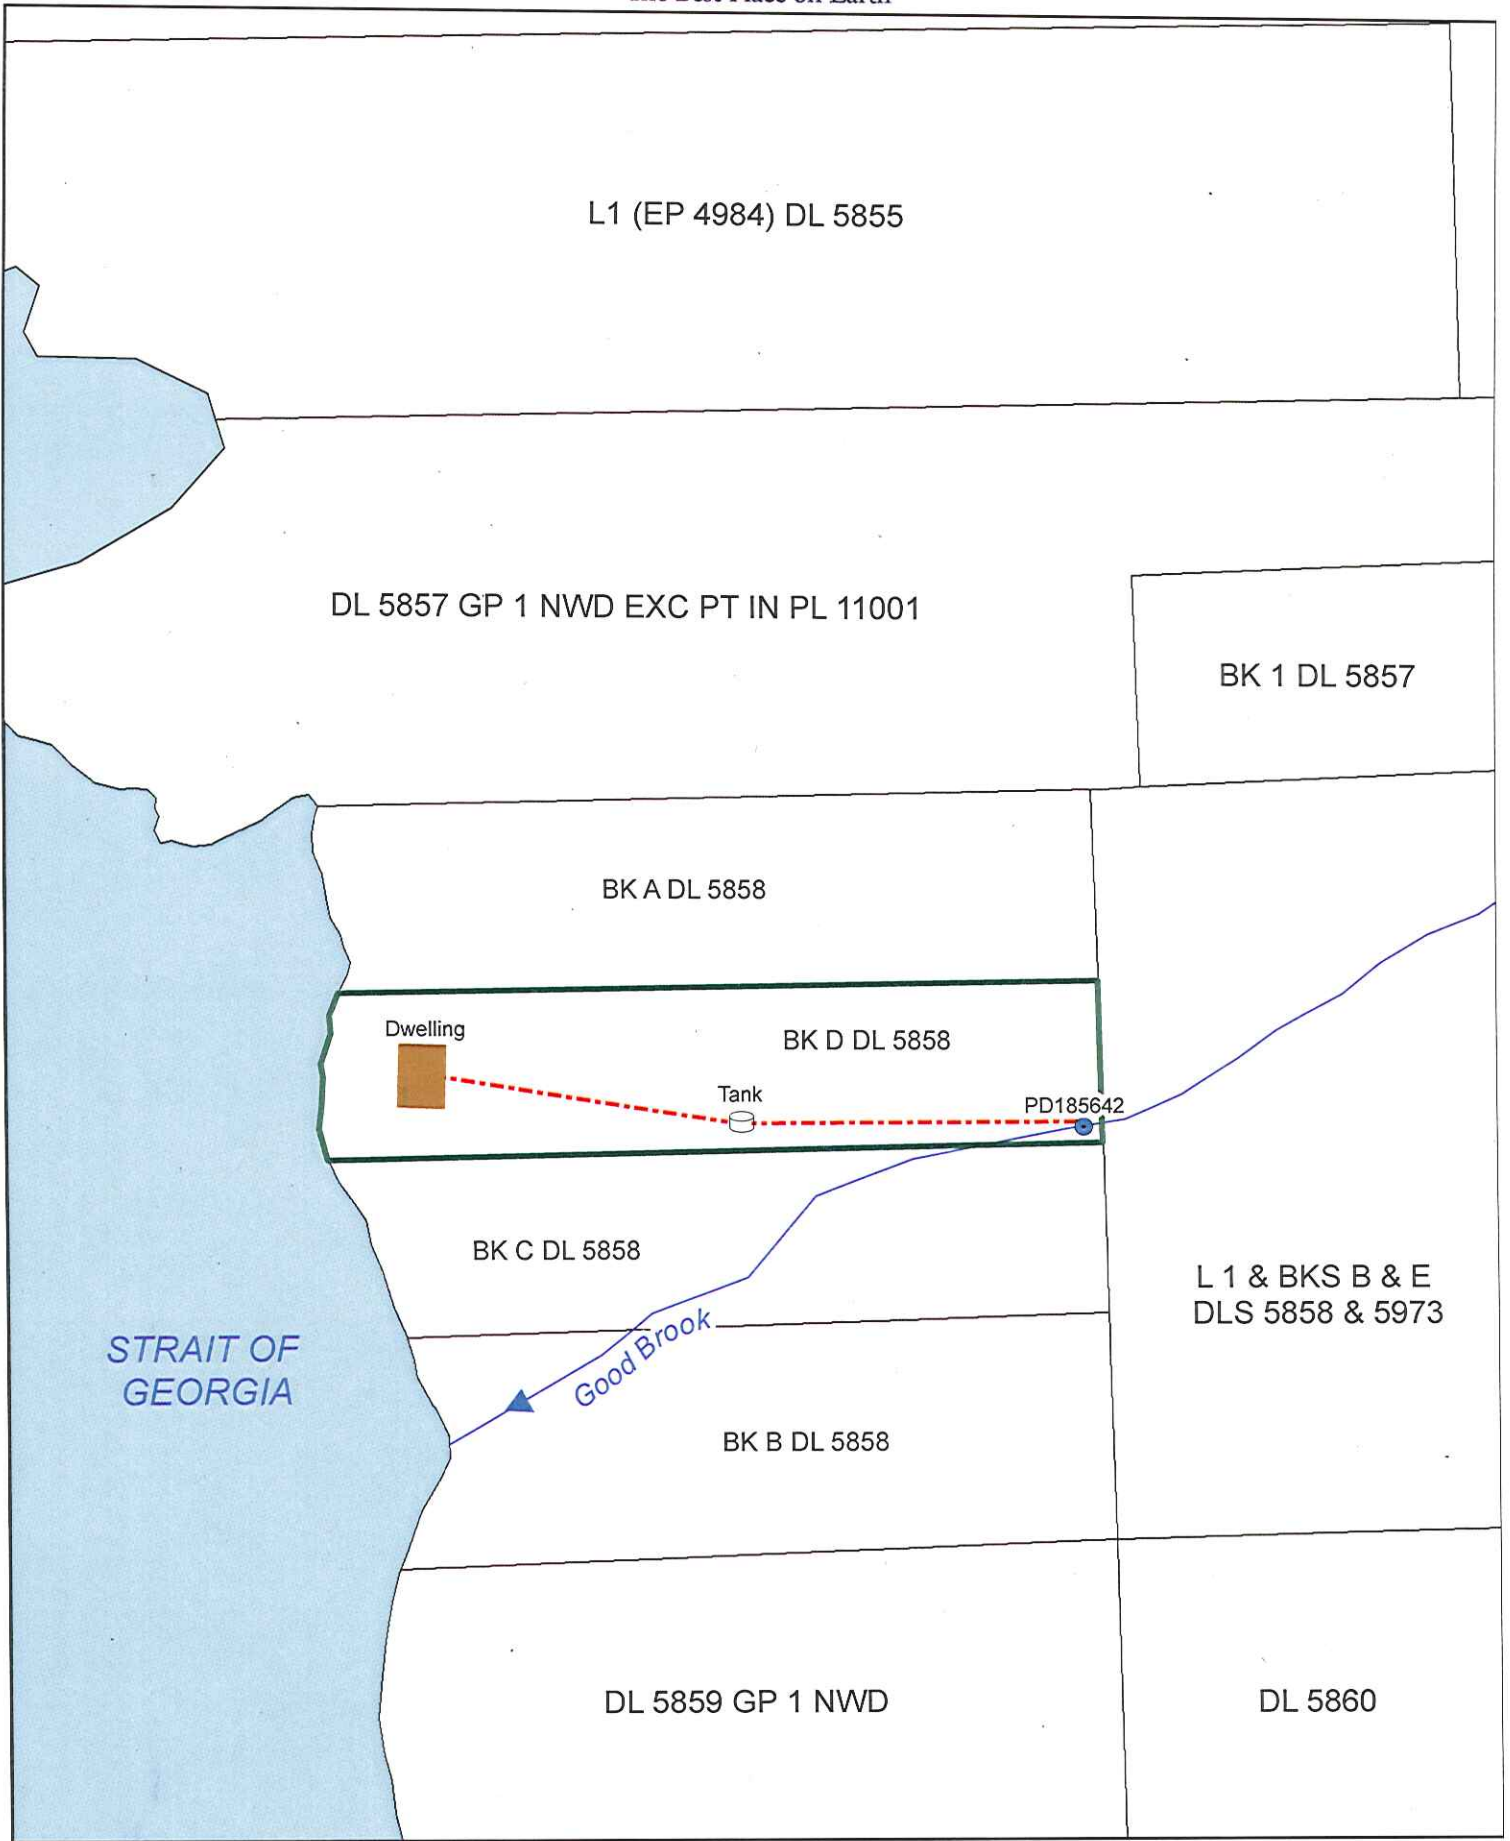 L1 (EP 4984) DL 5855
DL 5857 GP 1 NWD EXC PT IN PL 11001
BK 1 DL 5857
BK A DL 5858
Dwelling
BK D DL 5858
Tank
PD185642
BK C DL 5858
L 1 & BKS B & E
DLS 5858 & 5973
STRAIT OF
GEORGIA
Good Brook
BK B DL 5858
DL 5859 GP 1 NWD
DL 5860